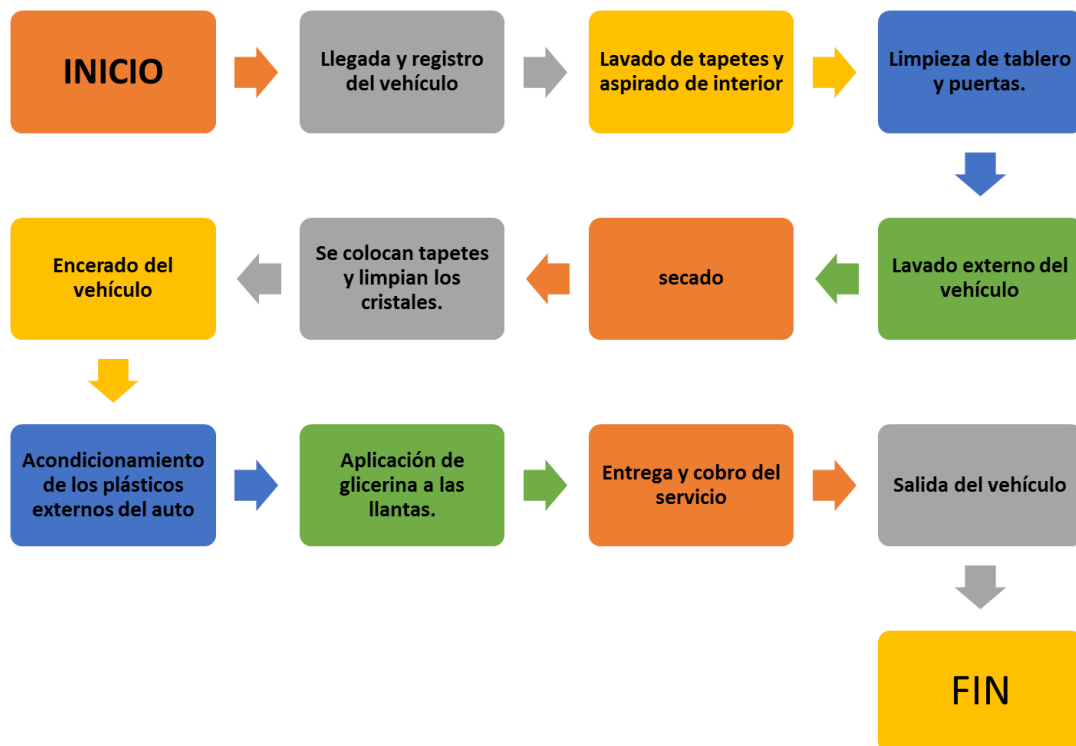 INICIO
Llegada y registro
del vehículo
Lavado de tapetes y
aspirado de interior
Limpieza de tablero
y puertas.
Lavado externo del
vehículo
secado
Se colocan tapetes
y limpian los
cristales.
Encerado del
vehículo
Acondicionamiento
de los plásticos
externos del auto
Aplicación de
glicerina a las
llantas.
Entrega y cobro del
servicio
Salida del vehículo
FIN